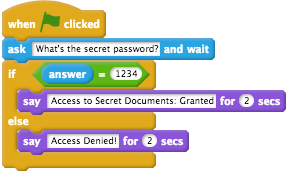 when clicked
ask What's the secret password? and wait
if answer = 1234
say Access to Secret Documents: Granted for 2 secs
else
say Access Denied! for 2 secs